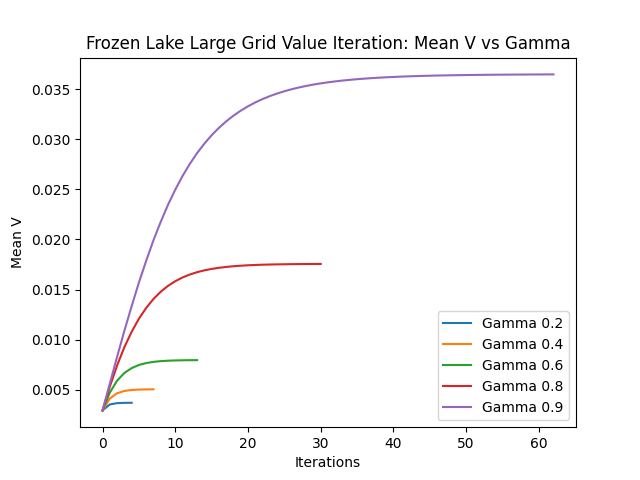 Frozen Lake Large Grid Value Iteration: Mean V vs Gamma
Mean V
0.035
0.030
0.025
0.020
0.015
0.010
0.005
Gamma 0.2
Gamma 0.4
Gamma 0.6
Gamma 0.8
Gamma 0.9
0 10 20 30 40 50 60
Iterations